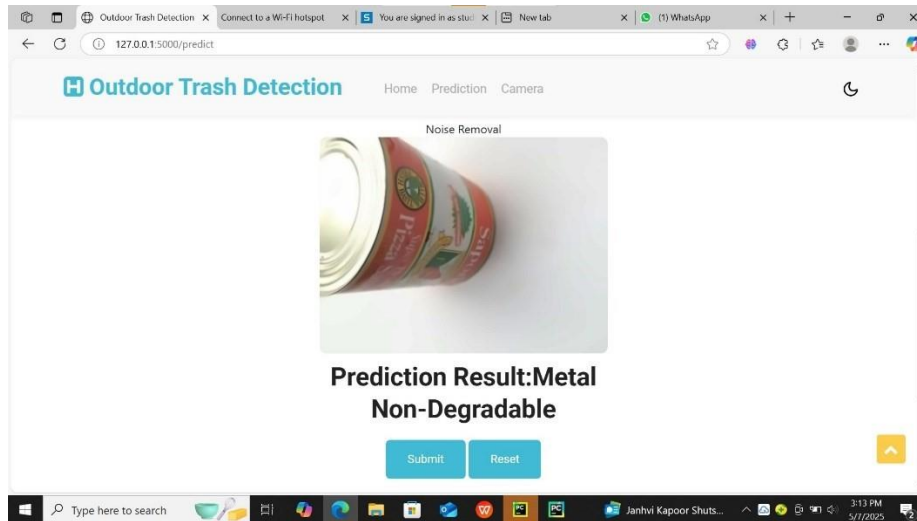 Outdoor Trash Detection
Connect to a Wi-Fi hotspot
You are signed in as stud
New tab
(1) WhatsApp
127.0.0.1:5000/predict
H Outdoor Trash Detection
Home Prediction Camera
Noise Removal
pizza
Prediction Result:Metal
Non-Degradable
Submit Reset
Type here to search
Janhvi Kapoor Shuts...
3:13 PM
5/7/2025